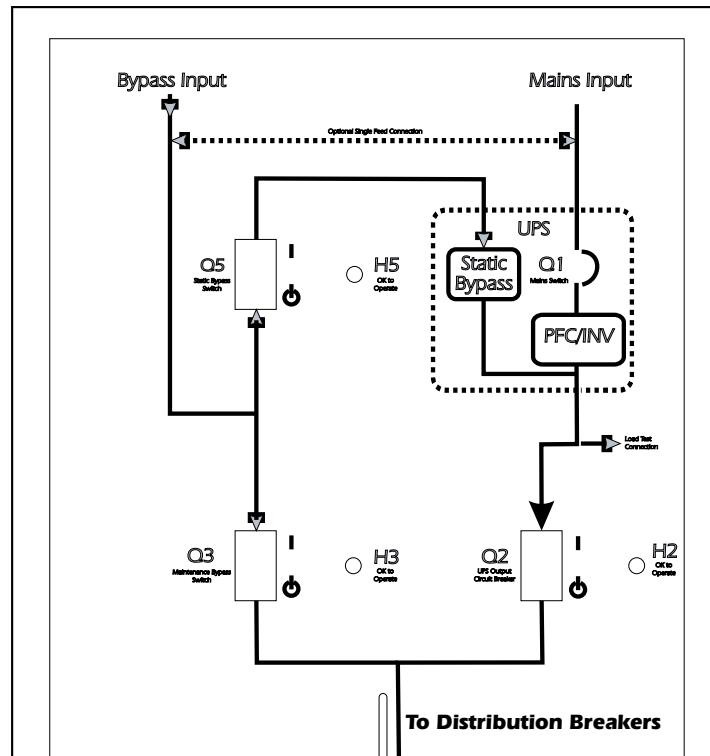 Bypass Input
Mains Input
Optional Single Feed Connection
UPS
Q5
Static Bypass
Switch
H5
OK to
Operate
Static
Bypass
Q1
Mains Switch
PFC/INV
Load Test
Connection
Q3
Maintenance Bypass
Switch
H3
OK to
Operate
Q2
UPS Output
Circuit Breaker
H2
OK to
Operate
To Distribution Breakers